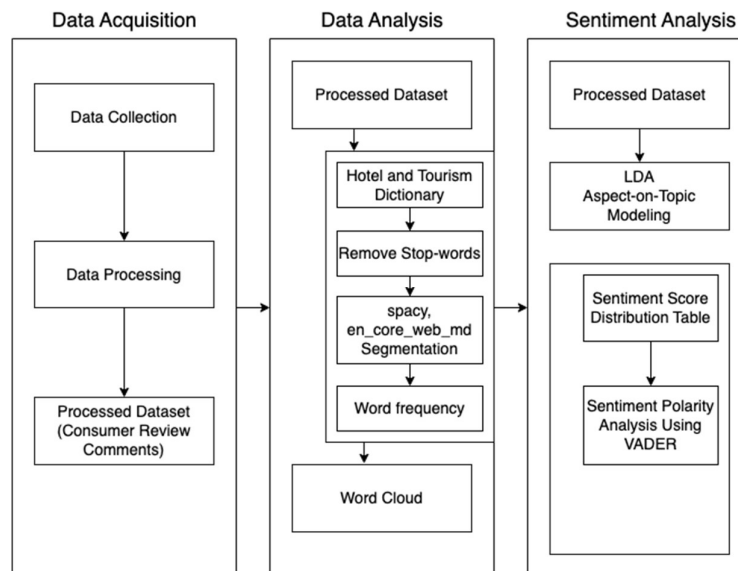 Data Acquisition
Data Collection
Data Processing
Processed Dataset
(Consumer Review
Comments)
Data Analysis
Processed Dataset
Hotel and Tourism
Dictionary
Remove Stop-words
spacy,
en_core_web_md
Segmentation
Word frequency
Word Cloud
Sentiment Analysis
Processed Dataset
LDA
Aspect-on-Topic
Modeling
Sentiment Score
Distribution Table
Sentiment Polarity
Analysis Using
VADER